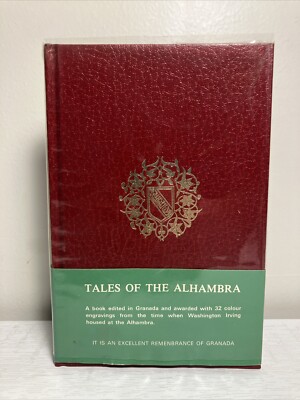 TALES OF THE ALHAMBRA
A book edited in Granada and awarded with 32 colour
engravings from the time when Washington Irving
housed at the Alhambra.
IT IS AN EXCELLENT REMENBRANCE OF GRANADA